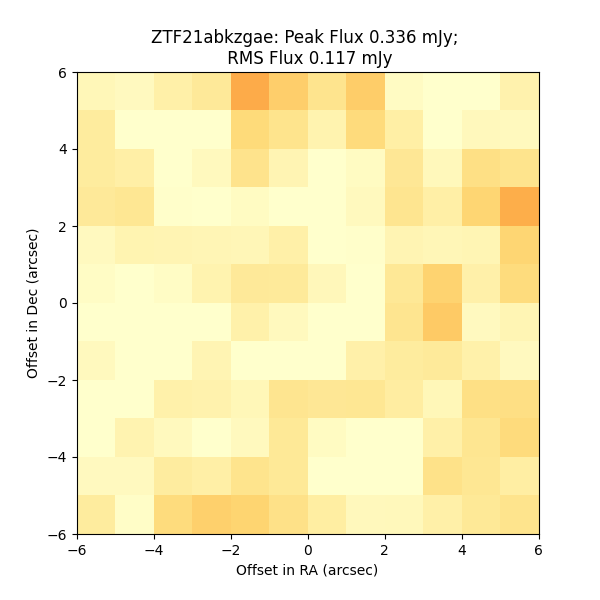 ZTF21abkzgae: Peak Flux 0.336 mJy;
RMS Flux 0.117 mJy
6
4
2
0
−2
−4
−6
Offset in Dec (arcsec)
−6 −4 −2 0 2 4 6
Offset in RA (arcsec)